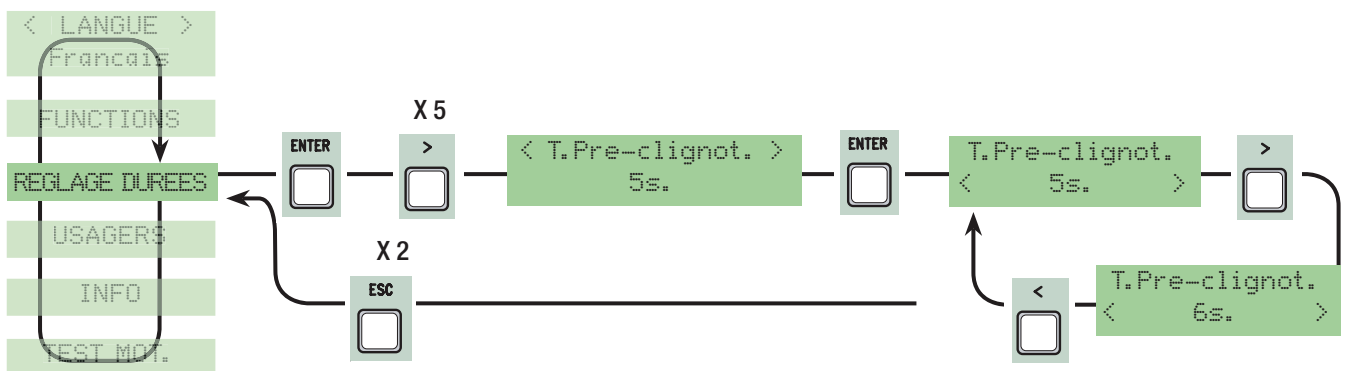 < LANGUE >
Francais
FUNCTIONS
REGLAGE DUREES
USAGERS
INFO
TEST MOT.
ENTER
X 5
>
< T.Pre-clignot. >
5s.
ENTER
T.Pre-clignot.
< 5s. >
>
T.Pre-clignot.
< 6s. >
<
X 2
ESC